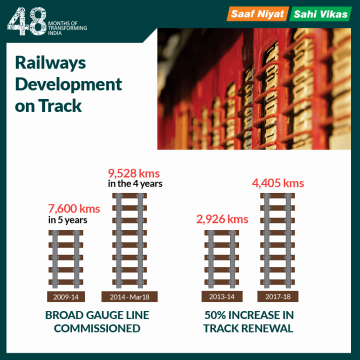 48 MONTHS OF
TRANSFORMING
INDIA
Saaf Niyat Sahi Vikas
Railways
Development
on Track
9,528 kms
in the 4 years
7,600 kms
in 5 years
4,405 kms
2,926 kms
2009-14
2014 - Mar18
2013-14
2017-18
BROAD GAUGE LINE
COMMISSIONED
50% INCREASE IN
TRACK RENEWAL